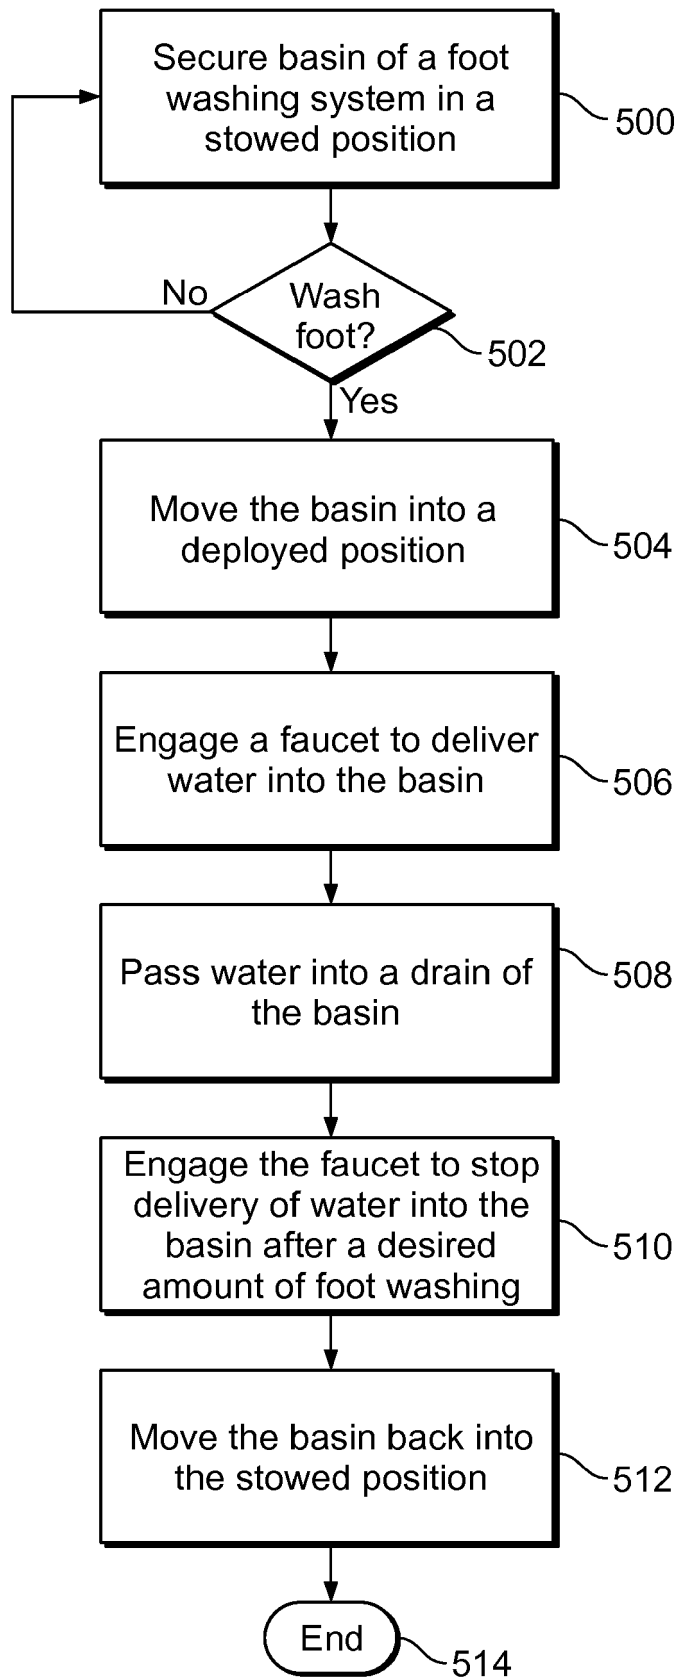 Secure basin of a foot
washing system in a
stowed position
500
No
Wash
foot?
502
Yes
Move the basin into a
deployed position
504
Engage a faucet to deliver
water into the basin
506
Pass water into a drain of
the basin
508
Engage the faucet to stop
delivery of water into the
basin after a desired
amount of foot washing
510
Move the basin back into
the stowed position
512
End
514